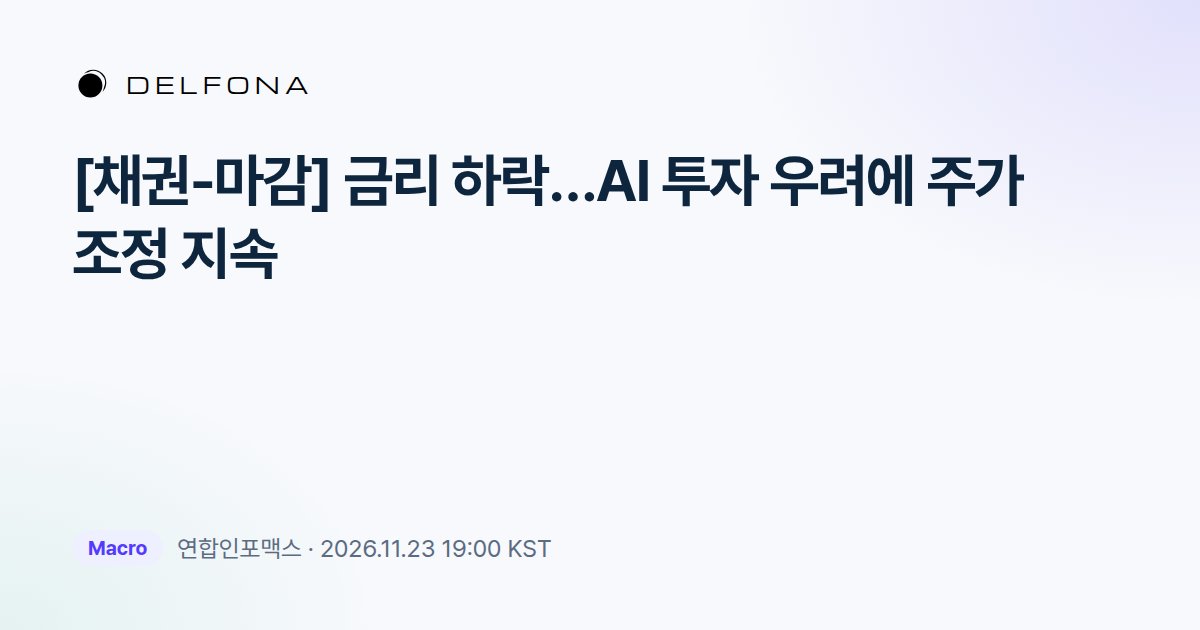 DELFONA
[채권-마감] 금리 하락…AI 투자 우려에 주가
조정 지속
Macro 연합인포맥스 · 2026.11.23 19:00 KST